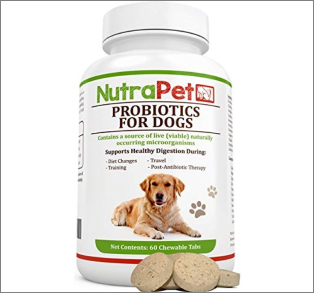 NutraPet
PROBIOTICS
FOR DOGS
Contains a source of live (viable) naturally
occurring microorganisms
Supports Healthy Digestion During:
- Diet Changes - Travel
- Training - Post-Antibiotic Therapy
Net Contents: 60 Chewable Tabs